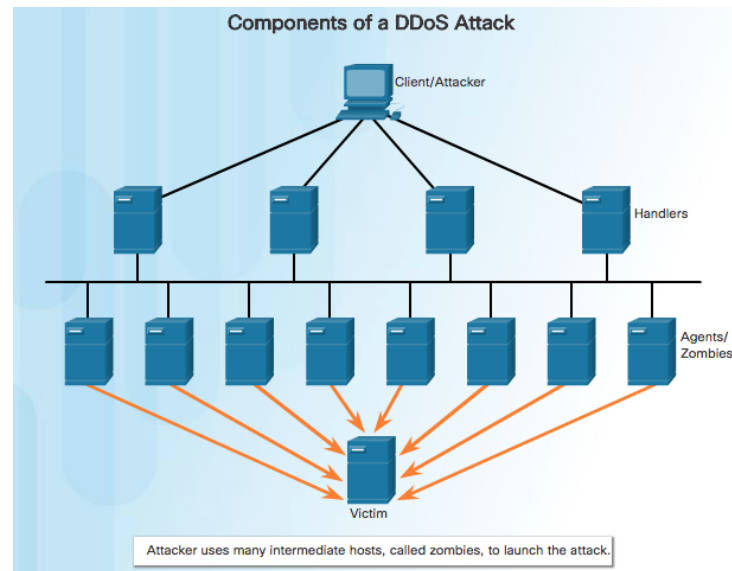 Components of a DDoS Attack
Client/Attacker
Handlers
Agents/
Zombies
Victim
Attacker uses many intermediate hosts, called zombies, to launch the attack.